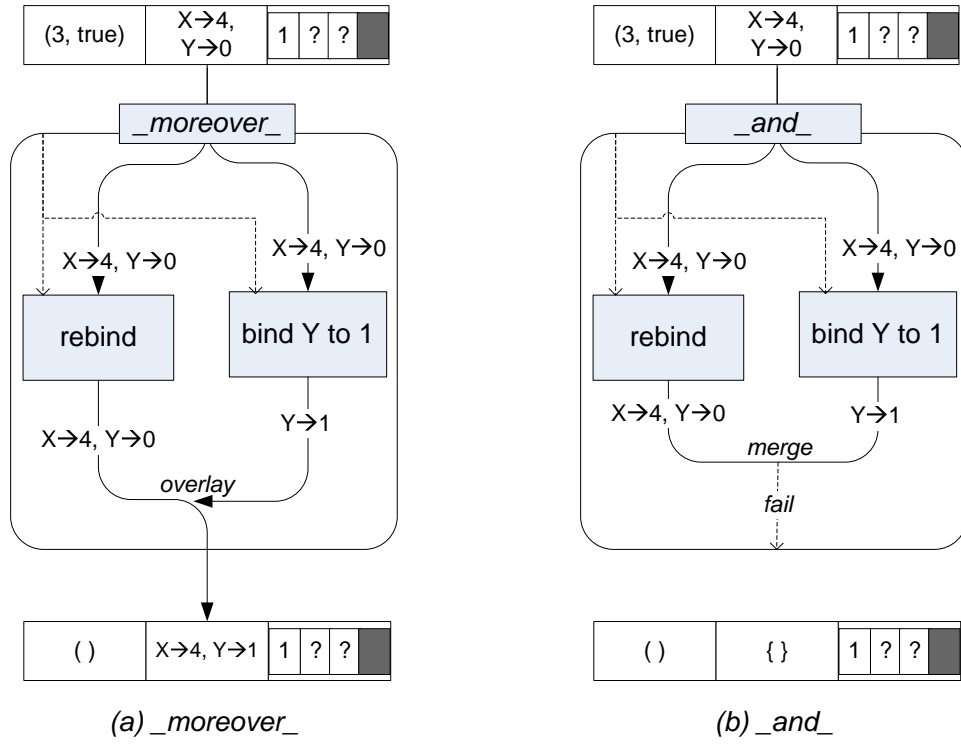 (3, true)
X→4,
Y→0
1 ? ?
(3, true)
X→4,
Y→0
1 ? ?
_moreover_
_and_
X→4, Y→0
X→4, Y→0
X→4, Y→0
X→4, Y→0
rebind
bind Y to 1
rebind
bind Y to 1
X→4, Y→0
Y→1
X→4, Y→0
Y→1
overlay
merge
fail
( )
X→4, Y→1
1 ? ?
( )
{ }
1 ? ?
(a) _moreover_
(b) _and_